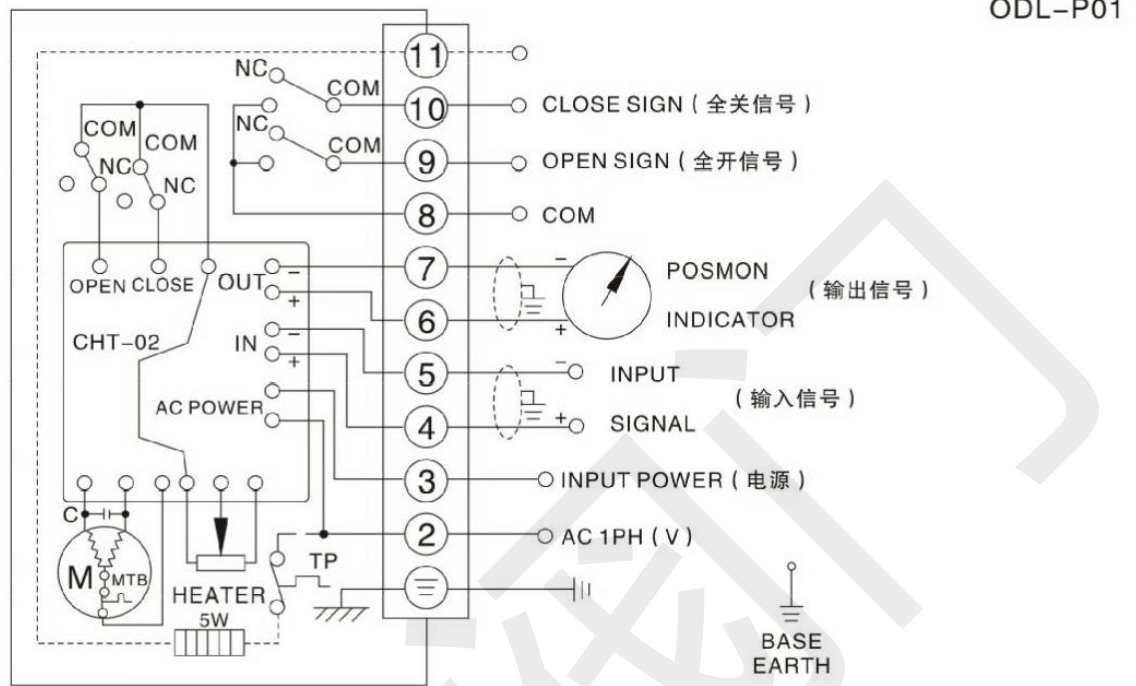 ODL-P01
11
NC
COM
10
CLOSE SIGN ( 全关信号 )
NC
COM
9
OPEN SIGN ( 全开信号 )
COM
COM
NC
NC
8
COM
OPEN
CLOSE
OUT
-
+
7
-
POSMON
( 输出信号 )
6
+
INDICATOR
CHT-02
IN
-
+
5
-
INPUT
( 输入信号 )
AC POWER
4
+
SIGNAL
3
INPUT POWER ( 电源 )
C
2
AC 1PH ( V )
TP
M
MTB
HEATER
5W
BASE
EARTH
阀门